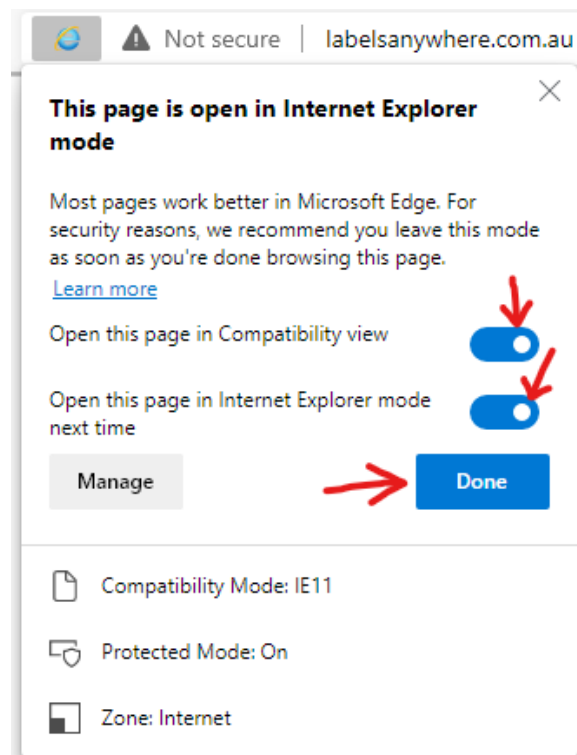 Not secure | labelsanywhere.com.au
This page is open in Internet Explorer
mode
Most pages work better in Microsoft Edge. For
security reasons, we recommend you leave this mode
as soon as you're done browsing this page.
Learn more
Open this page in Compatibility view
Open this page in Internet Explorer mode
next time
Manage
Done
Compatibility Mode: IE11
Protected Mode: On
Zone: Internet